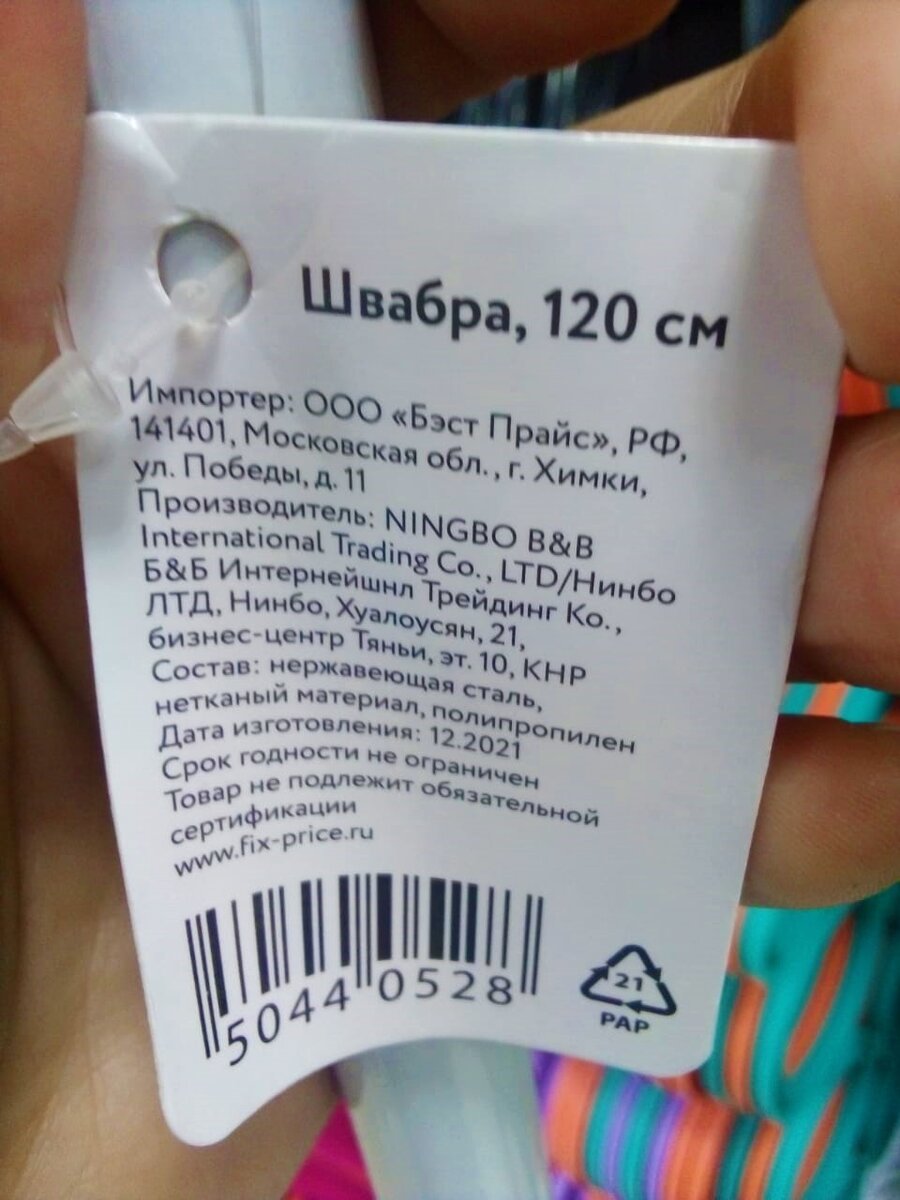 Швабра, 120 см
Импортер: ООО «Бэст Прайс», РФ,
141401, Московская обл., г. Химки,
ул. Победы, д. 11
Производитель: NINGBO B&B
International Trading Co., LTD/Нинбо
Б&Б Интернейшнл Трейдинг Ко.,
ЛТД, Нинбо, Хуалоусян, 21,
бизнес-центр Тяньи, эт. 10, КНР
Состав: нержавеющая сталь,
нетканый материал, полипропилен
Дата изготовления: 12.2021
Срок годности не ограничен
Товар не подлежит обязательной
сертификации
www.fix-price.ru
5044 0528
21
PAP